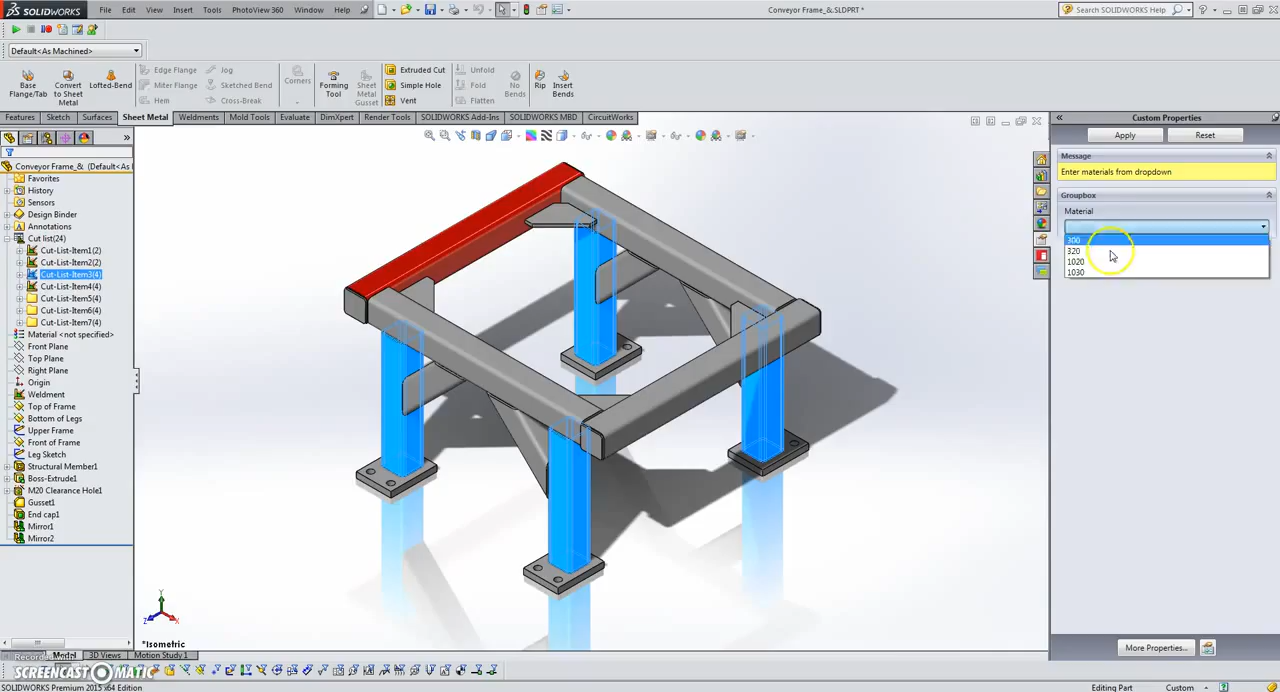 SOLIDWORKS File Edit View Insert Tools PhotoView 360 Window Help Conveyor Frame_&.SLDPRT * Search SOLIDWORKS Help
Default<As Machined>
Base Flange/Tab
Convert to Sheet Metal
Lofted-Bend
Edge Flange
Miter Flange
Hem
Jog
Sketched Bend
Cross-Break
Corners
Forming Tool
Sheet Metal Gusset
Extruded Cut
Simple Hole
Vent
Unfold
Fold
Flatten
No Bends
Rip
Insert Bends
Features Sketch Surfaces Sheet Metal Weldments Mold Tools Evaluate DimXpert Render Tools SOLIDWORKS Add-Ins SOLIDWORKS MBD CircuitWorks
Conveyor Frame_& (Default<As I
Favorites
History
Sensors
Design Binder
Annotations
Cut list(24)
Cut-List-Item1(2)
Cut-List-Item2(2)
Cut-List-Item3(4)
Cut-List-Item4(4)
Cut-List-Item5(4)
Cut-List-Item6(4)
Cut-List-Item7(4)
Material <not specified>
Front Plane
Top Plane
Right Plane
Origin
Weldment
Top of Frame
Bottom of Legs
Upper Frame
Front of Frame
Leg Sketch
Structural Member1
Boss-Extrude1
M20 Clearance Hole1
Gusset1
End cap1
Mirror1
Mirror2
Y
Z
X
*Isometric
Custom Properties
Apply Reset
Message
Enter materials from dropdown
Groupbox
Material
300
320
1020
1030
More Properties...
Model 3D Views Motion Study 1
SCREENCAST MATIC
SOLIDWORKS Premium 2015 x64 Edition Editing Part Custom